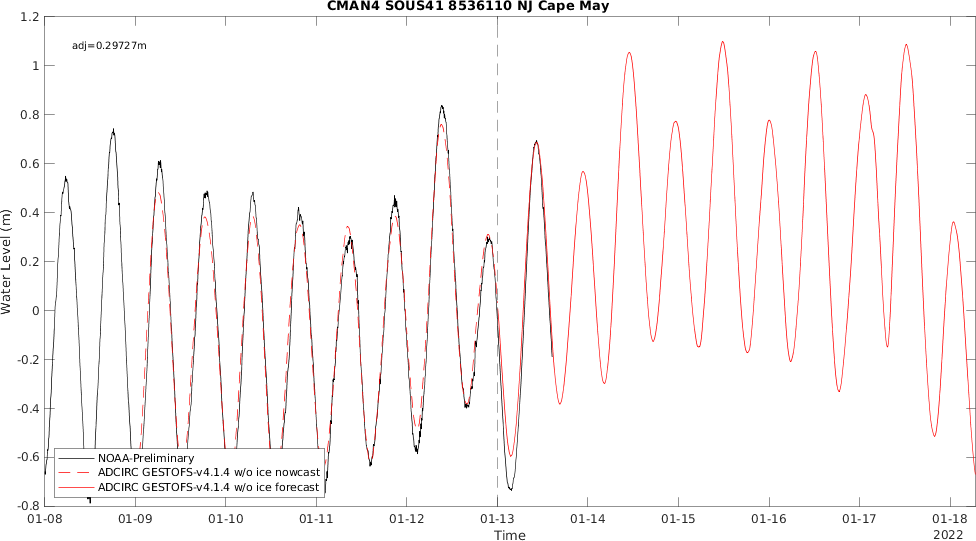 CMAN4 SOUS41 8536110 NJ Cape May
adj=0.29727m
1.2
1
0.8
0.6
0.4
0.2
0
-0.2
-0.4
-0.6
-0.8
Water Level (m)
NOAA-Preliminary
ADCIRC GESTOFS-v4.1.4 w/o ice nowcast
ADCIRC GESTOFS-v4.1.4 w/o ice forecast
01-08 01-09 01-10 01-11 01-12 01-13 01-14 01-15 01-16 01-17 01-18
Time
2022